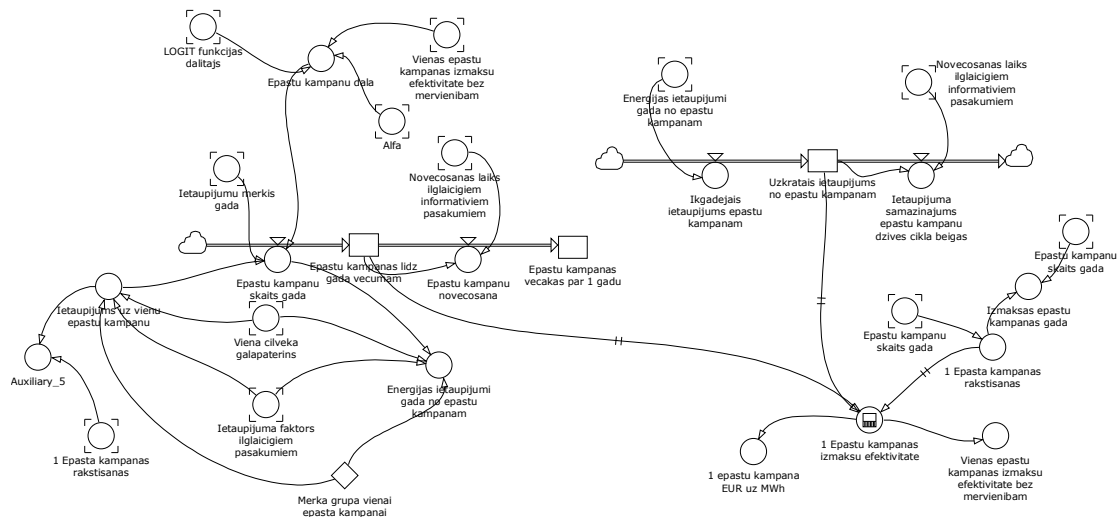 LOGIT funkcijas
dalitajs
Epastu kampanu dala
Vienas epastu
kampanas izmaksu
efektivitate bez
mervienibam
Alfa
Ietaupijumu merkis
gada
Novecosanas laiks
ilglaicigiem
informativiem
pasakumiem
Epastu kampanu
skaits gada
Epastu kampanas lidz
gada vecumam
Epastu kampanu
novecosana
Epastu kampanas
vecakas par 1 gadu
Ietaupijums uz vienu
epastu kampanu
Viena cilveka
galapaterins
Auxiliary_5
Ietaupijuma faktors
ilglaicigiem
pasakumiem
Energijas ietaupijumi
gada no epastu
kampanam
1 Epasta kampanas
rakstisanas
Merka grupa vienai
epasta kampanai
Energijas ietaupijumi
gada no epastu
kampanam
Novecosanas laiks
ilglaicigiem
informativiem
pasakumiem
Ikgadejais
ietaupijums epastu
kampanam
Uzkratais ietaupijums
no epastu kampanam
Ietaupijuma
samazinajums
epastu kampanu
dzives cikla beigas
Epastu kampanu
skaits gada
Izmaksas epastu
kampanas gada
Epastu kampanu
skaits gada
1 Epasta kampanas
rakstisanas
1 Epastu kampanas
izmaksu efektivitate
1 epastu kampana
EUR uz MWh
Vienas epastu
kampanas izmaksu
efektivitate bez
mervienibam